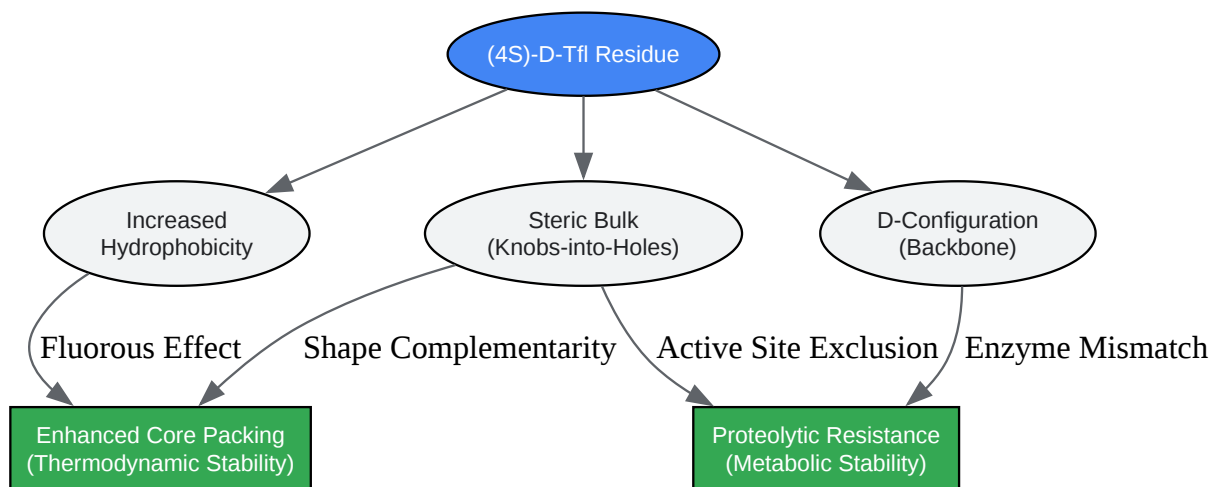 (4S)-D-Tfl Residue
Increased
Hydrophobicity
Steric Bulk
(Knobs-into-Holes)
D-Configuration
(Backbone)
Fluorous Effect
Shape Complementarity
Active Site Exclusion
Enzyme Mismatch
Enhanced Core Packing
(Thermodynamic Stability)
Proteolytic Resistance
(Metabolic Stability)